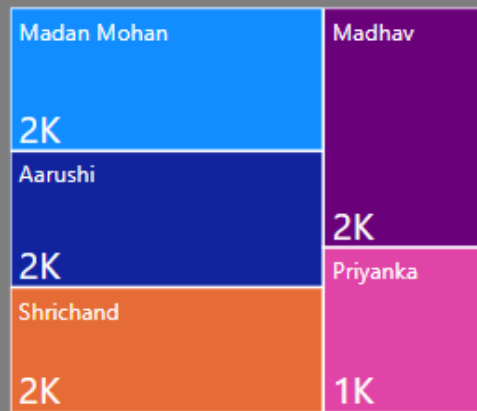 Madan Mohan
2K
Aarushi
2K
Shrichand
2K
Madhav
2K
Priyanka
1K